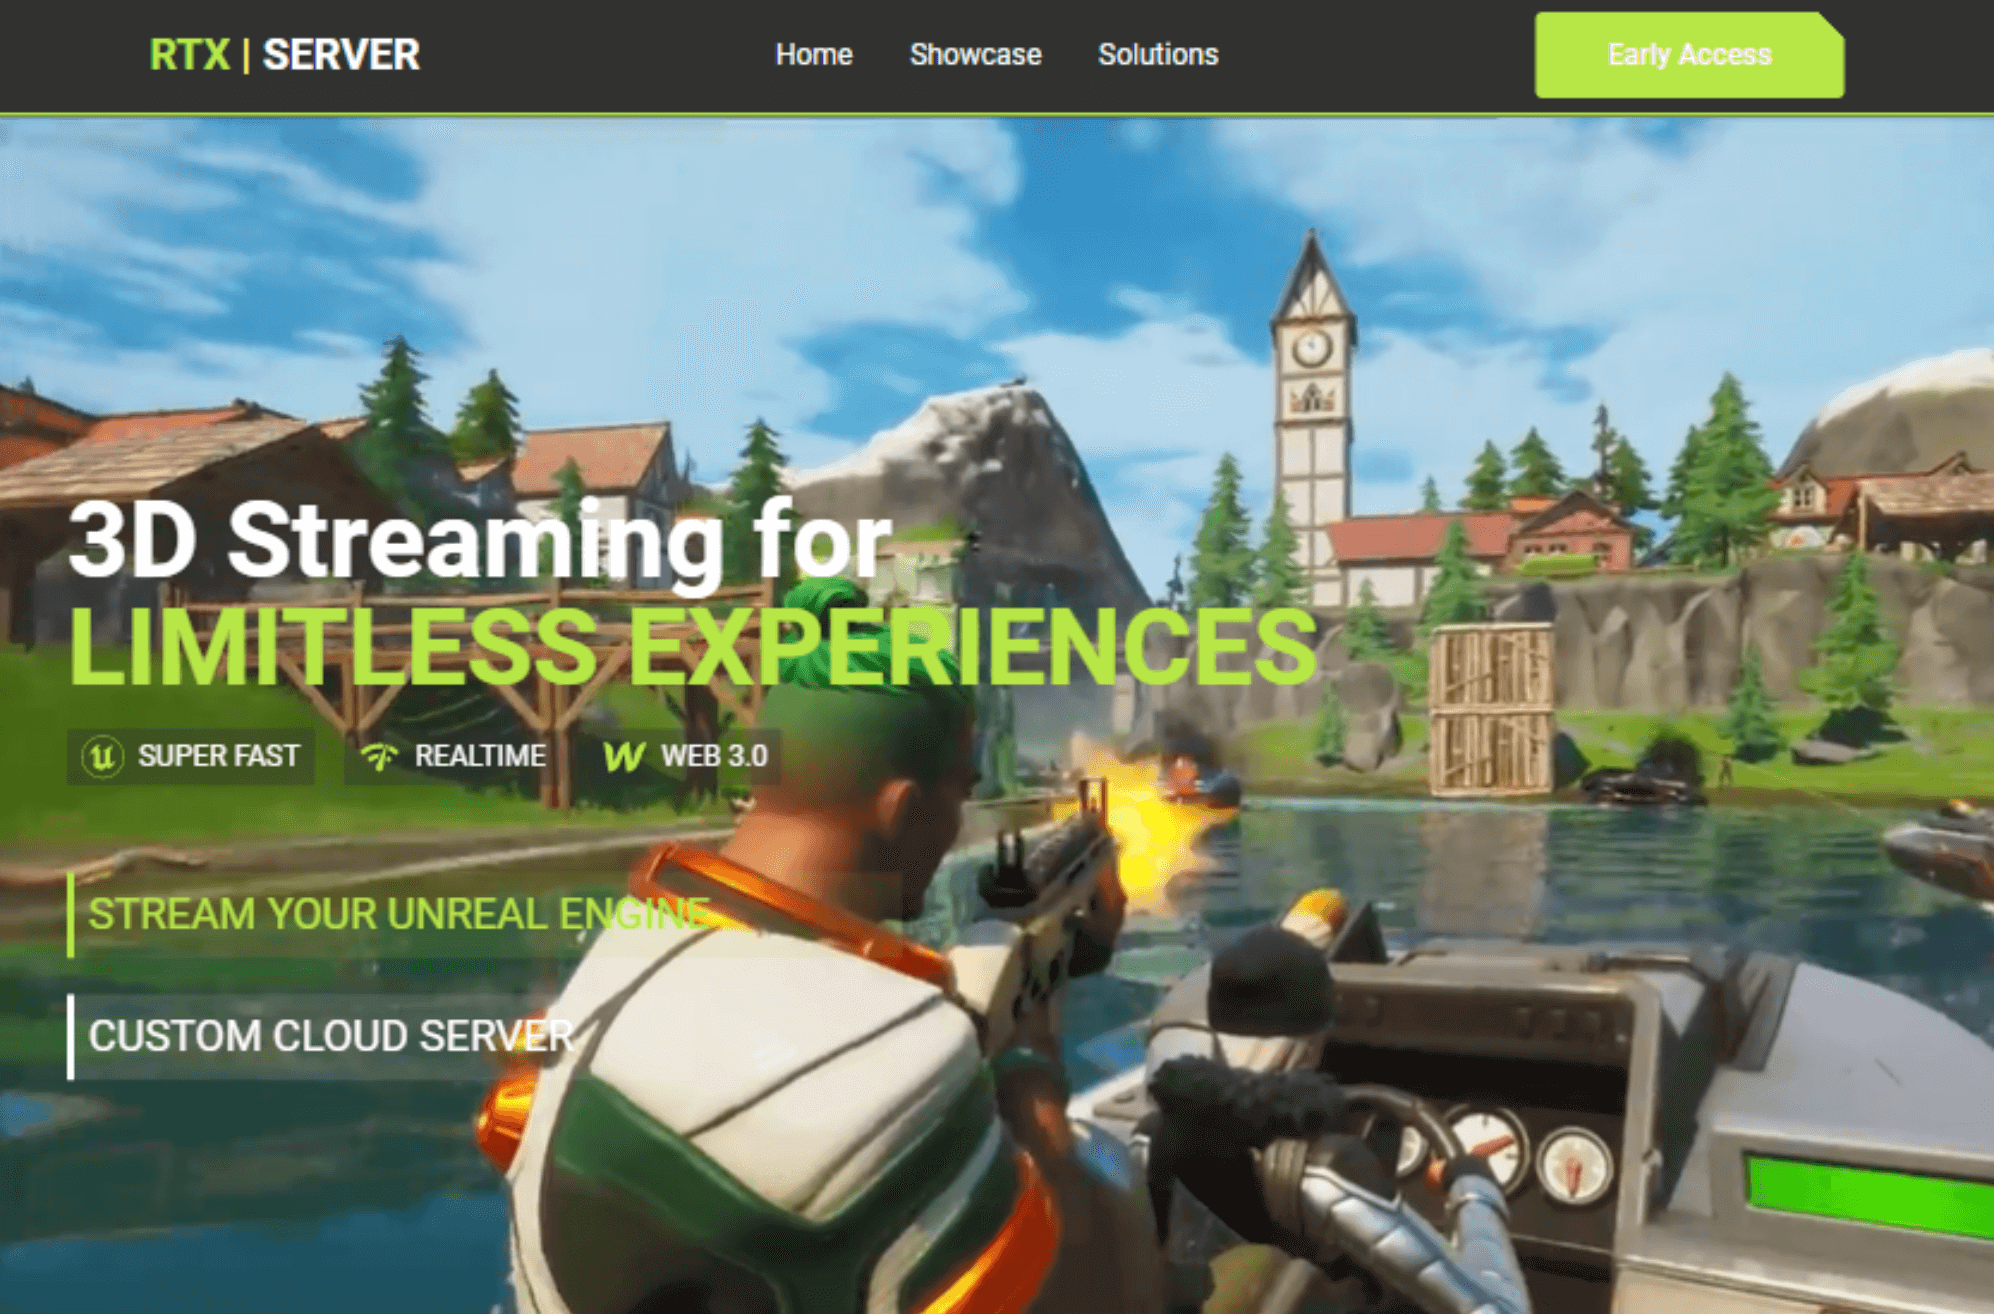 RTX | SERVER
Home Showcase Solutions
Early Access
3D Streaming for
LIMITLESS EXPERIENCES
SUPER FAST REALTIME WEB 3.0
STREAM YOUR UNREAL ENGINE
CUSTOM CLOUD SERVER